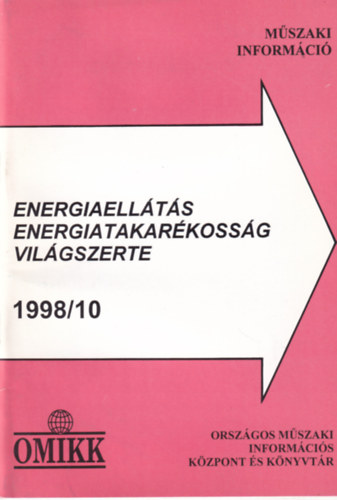 MŰSZAKI
INFORMÁCIÓ
ENERGIAELLÁTÁS
ENERGIATAKARÉKOSSÁG
VILÁGSZERTE
1998/10
OMIKK
ORSZÁGOS MŰSZAKI
INFORMÁCIÓS
KÖZPONT ÉS KÖNYVTÁR